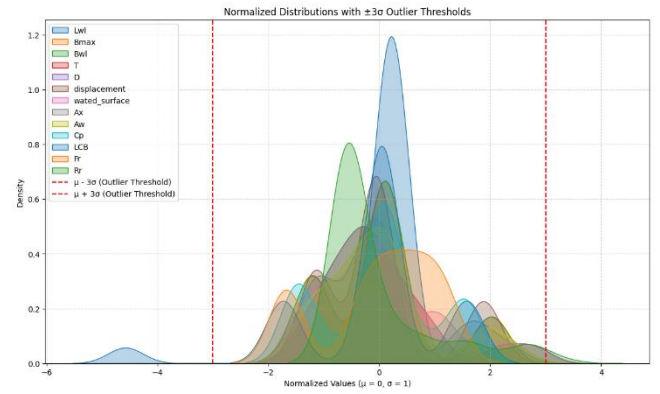 Normalized Distributions with ±3σ Outlier Thresholds
Lwl
Bmax
Bwl
T
D
displacement
wated_surface
Ax
Aw
Cp
LCB
Fr
Rr
μ - 3σ (Outlier Threshold)
μ + 3σ (Outlier Threshold)
Density
1.2
1.0
0.8
0.6
0.4
0.2
0.0
−6
−4
−2
0
2
4
Normalized Values (μ = 0, σ = 1)